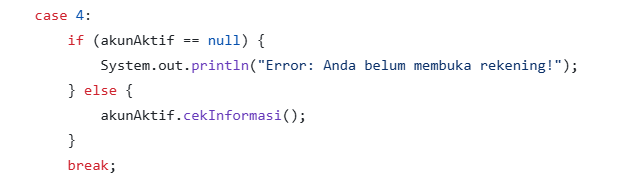 case 4:
    if (akunAktif == null) {
        System.out.println("Error: Anda belum membuka rekening!");
    } else {
        akunAktif.cekInformasi();
    }
    break;